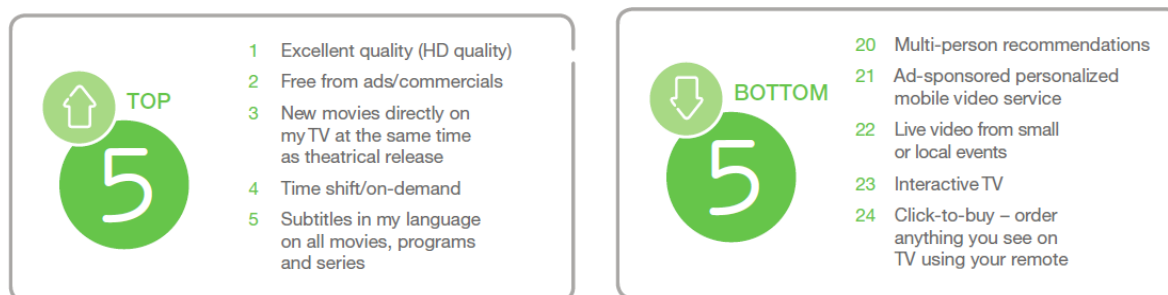 TOP
5
1 Excellent quality (HD quality)
2 Free from ads/commercials
3 New movies directly on
my TV at the same time
as theatrical release
4 Time shift/on-demand
5 Subtitles in my language
on all movies, programs
and series
BOTTOM
5
20 Multi-person recommendations
21 Ad-sponsored personalized
mobile video service
22 Live video from small
or local events
23 Interactive TV
24 Click-to-buy – order
anything you see on
TV using your remote